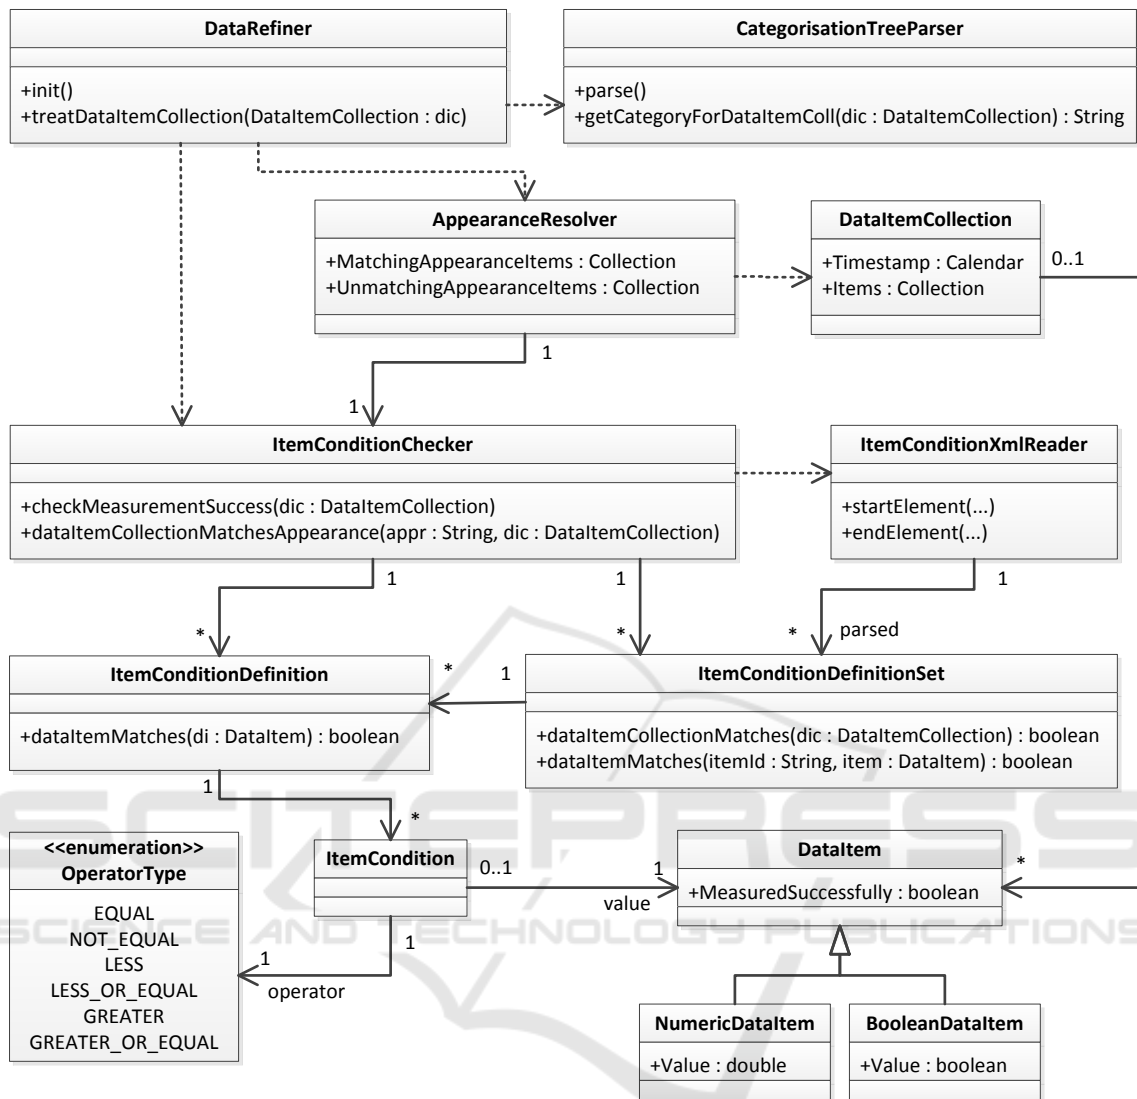 DataRefiner
+init()
+treatDataItemCollection(DataItemCollection : dic)
CategorisationTreeParser
+parse()
+getCategoryForDataItemColl(dic : DataItemCollection) : String
AppearanceResolver
+MatchingAppearanceItems : Collection
+UnmatchingAppearanceItems : Collection
DataItemCollection
+Timestamp : Calendar
+Items : Collection
0..1
1
1
ItemConditionChecker
+checkMeasurementSuccess(dic : DataItemCollection)
+dataItemCollectionMatchesAppearance(appr : String, dic : DataItemCollection)
ItemConditionXmlReader
+startElement(...)
+endElement(...)
1
1
1
*
*
* parsed
ItemConditionDefinition
+dataItemMatches(di : DataItem) : boolean
*
1
ItemConditionDefinitionSet
+dataItemCollectionMatches(dic : DataItemCollection) : boolean
+dataItemMatches(itemId : String, item : DataItem) : boolean
1
*
<<enumeration>>
OperatorType
EQUAL
NOT_EQUAL
LESS
LESS_OR_EQUAL
GREATER
GREATER_OR_EQUAL
ItemCondition
0..1
1
value
1
1
operator
DataItem
+MeasuredSuccessfully : boolean
*
NumericDataItem
+Value : double
BooleanDataItem
+Value : boolean
SCITEPRESS
SCIENCE AND TECHNOLOGY PUBLICATIONS